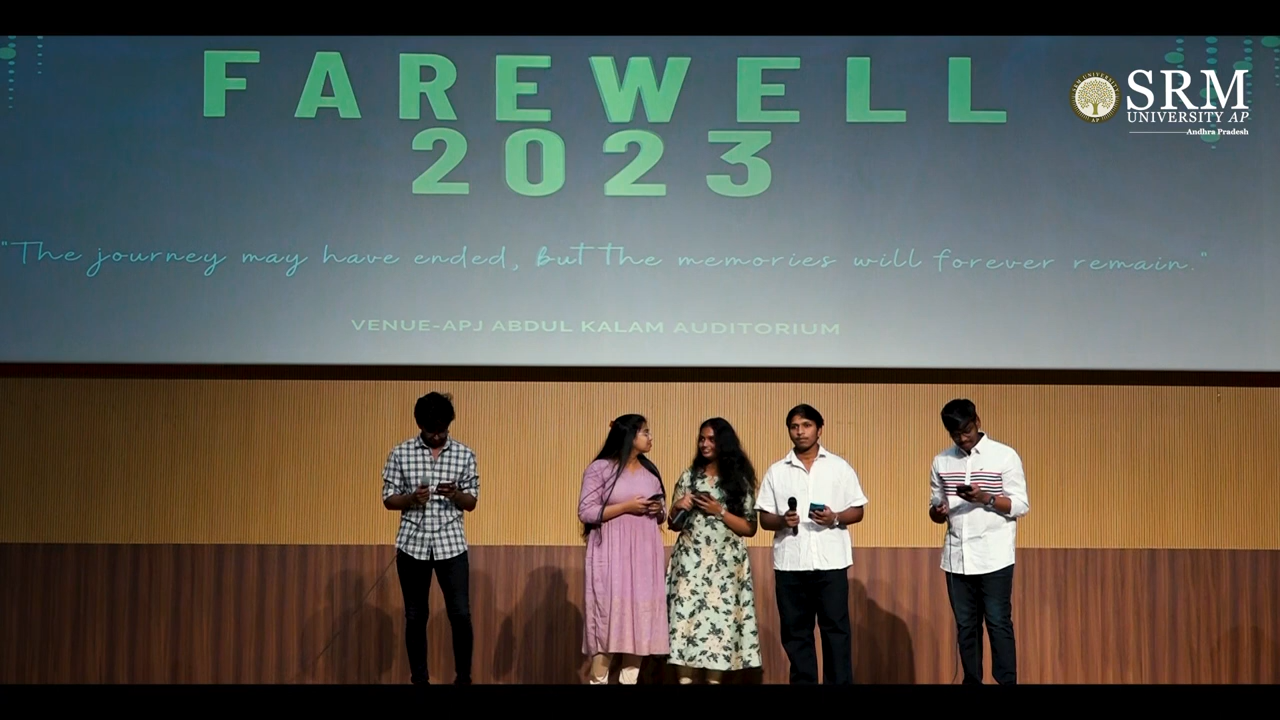 FAREWELL
2023
"The journey may have ended, but the memories will forever remain."
VENUE-APJ ABDUL KALAM AUDITORIUM
SRM
UNIVERSITY AP
Andhra Pradesh